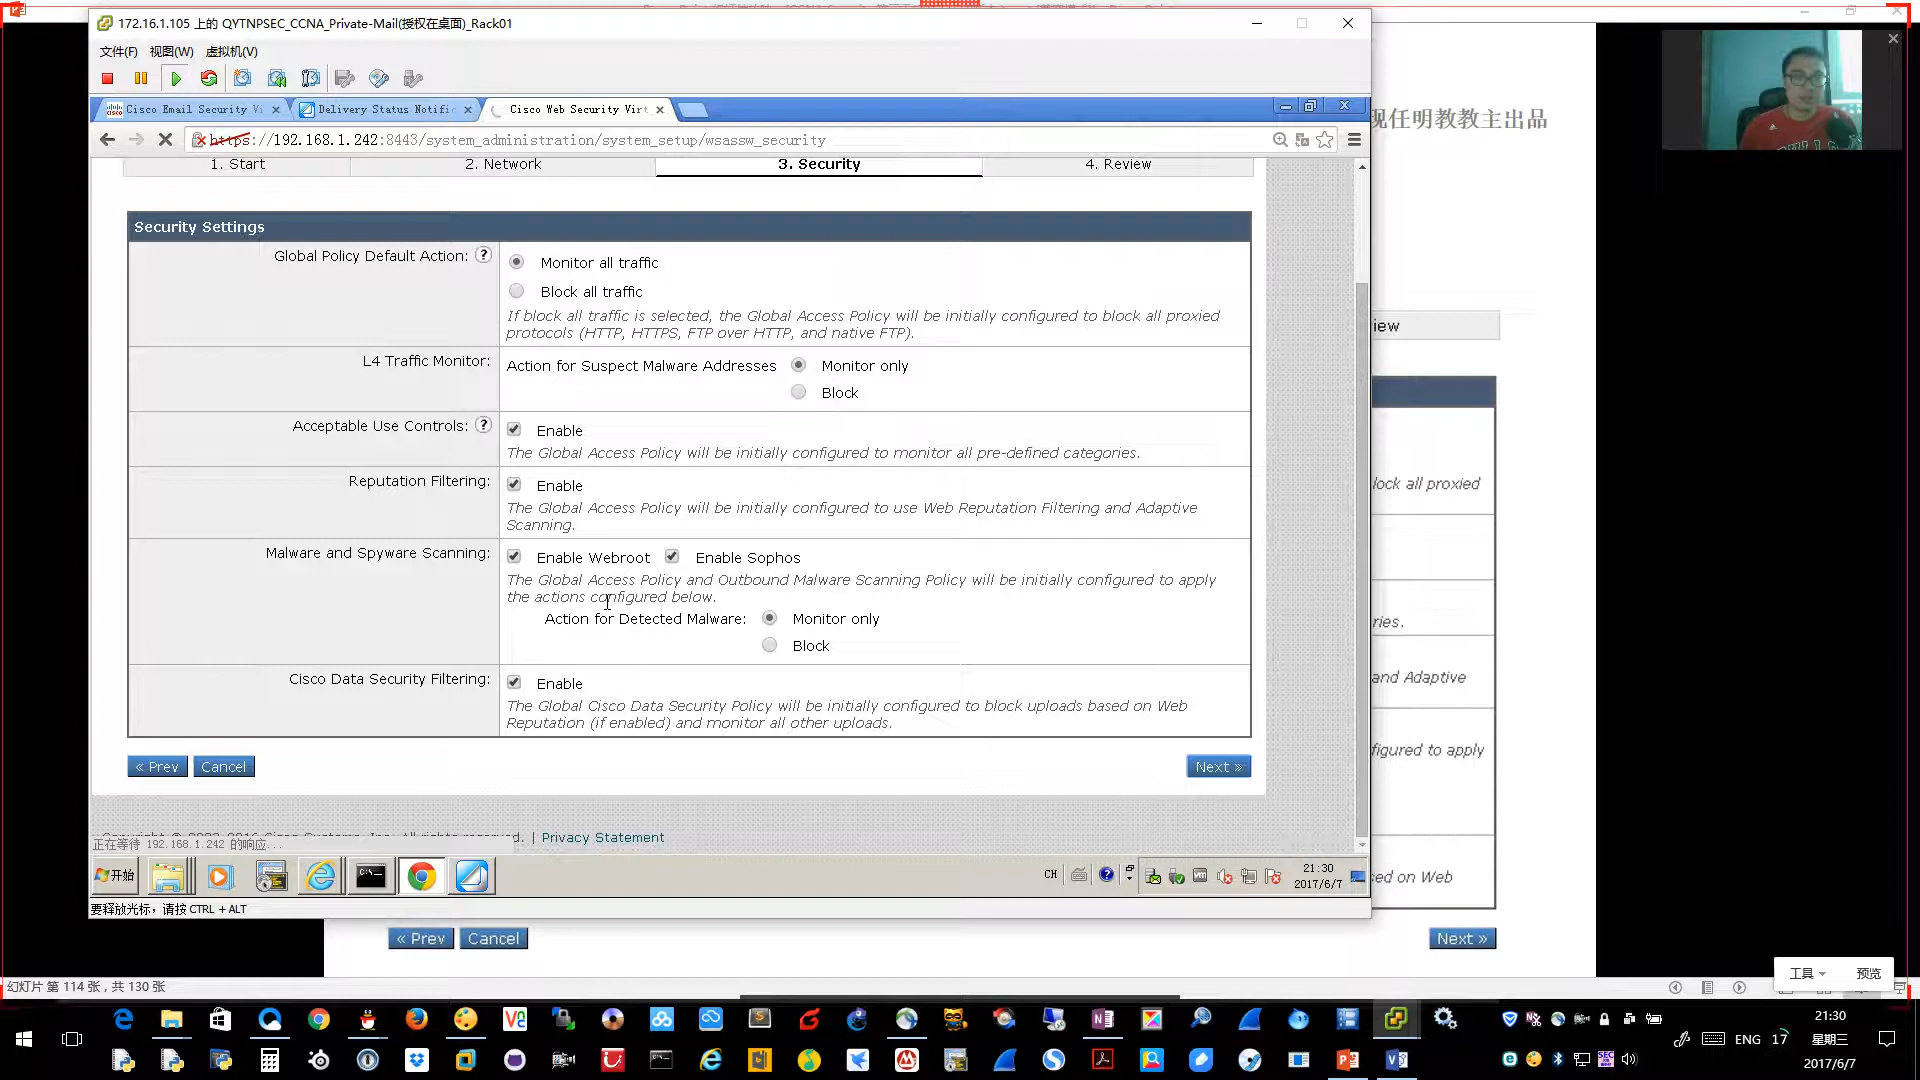 172.16.1.105 上的 QYTNPSEC_CCNA_Private-Mail(授权在桌面)_Rack01
文件(F) 视图(W) 虚拟机(V)
Cisco Email Security Vi
Delivery Status Notific
Cisco Web Security Virt
https://192.168.1.242:8443/system_administration/system_setup/wsassw_security
现任明教教主出品
1. Start
2. Network
3. Security
4. Review
Security Settings
Global Policy Default Action: ?
Monitor all traffic
Block all traffic
If block all traffic is selected, the Global Access Policy will be initially configured to block all proxied
protocols (HTTP, HTTPS, FTP over HTTP, and native FTP).
iew
L4 Traffic Monitor:
Action for Suspect Malware Addresses
Monitor only
Block
Acceptable Use Controls: ?
Enable
The Global Access Policy will be initially configured to monitor all pre-defined categories.
Reputation Filtering:
Enable
The Global Access Policy will be initially configured to use Web Reputation Filtering and Adaptive
Scanning.
lock all proxied
Malware and Spyware Scanning:
Enable Webroot
Enable Sophos
The Global Access Policy and Outbound Malware Scanning Policy will be initially configured to apply
the actions configured below.
Action for Detected Malware:
Monitor only
Block
ries.
and Adaptive
Cisco Data Security Filtering:
Enable
The Global Cisco Data Security Policy will be initially configured to block uploads based on Web
Reputation (if enabled) and monitor all other uploads.
figured to apply
« Prev
Cancel
Next »
d. | Privacy Statement
正在等待 192.168.1.242 的响应...
sed on Web
开始
CH
21:30
2017/6/7
要释放光标，请按 CTRL + ALT
« Prev
Cancel
Next »
工具
预览
幻灯片 第 114 张，共 130 张
ENG
17
21:30
星期三
2017/6/7